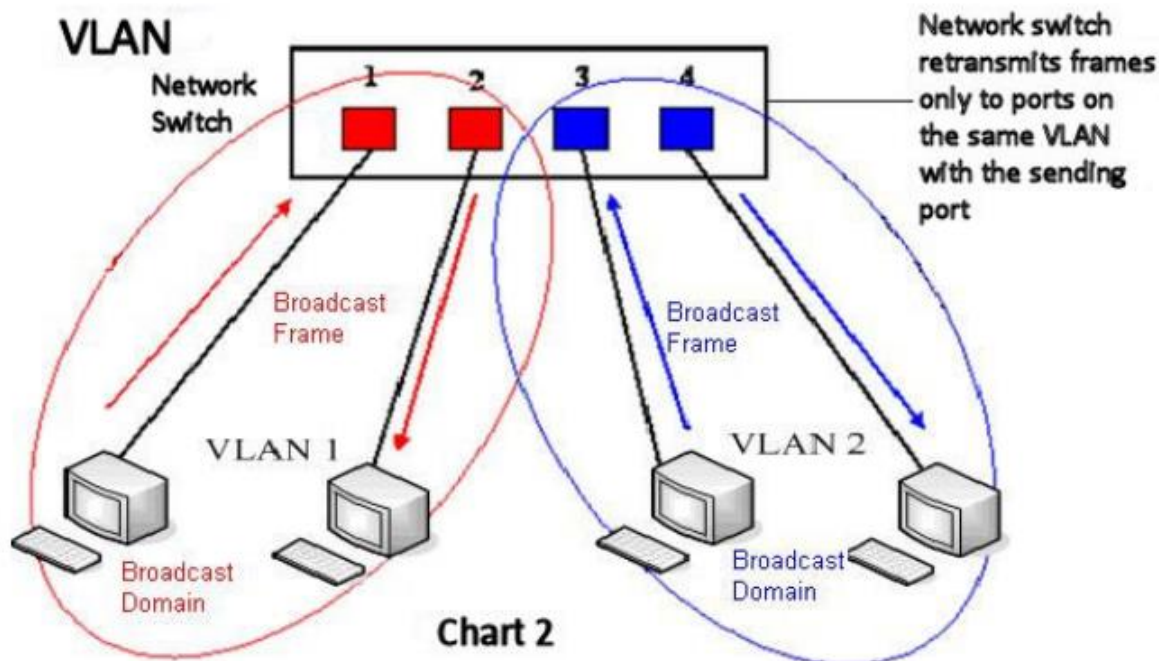 VLAN
Network
Switch
1
2
3
4
Network switch
retransmits frames
only to ports on
the same VLAN
with the sending
port
Broadcast
Frame
Broadcast
Frame
VLAN 1
VLAN 2
Broadcast
Domain
Broadcast
Domain
Chart 2